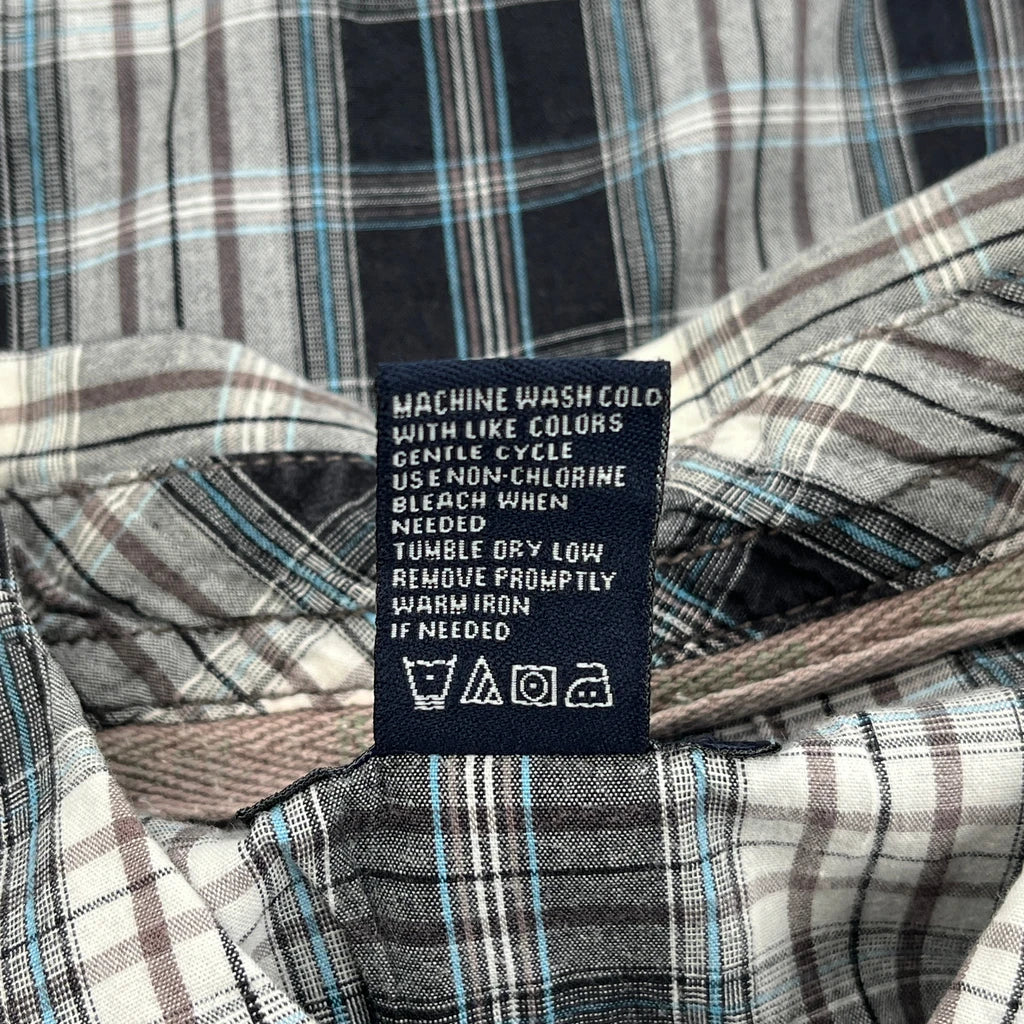 MACHINE WASH COLD
WITH LIKE COLORS
GENTLE CYCLE
USE NON-CHLORINE
BLEACH WHEN
NEEDED
TUMBLE DRY LOW
REMOVE PROMPTLY
WARM IRON
IF NEEDED